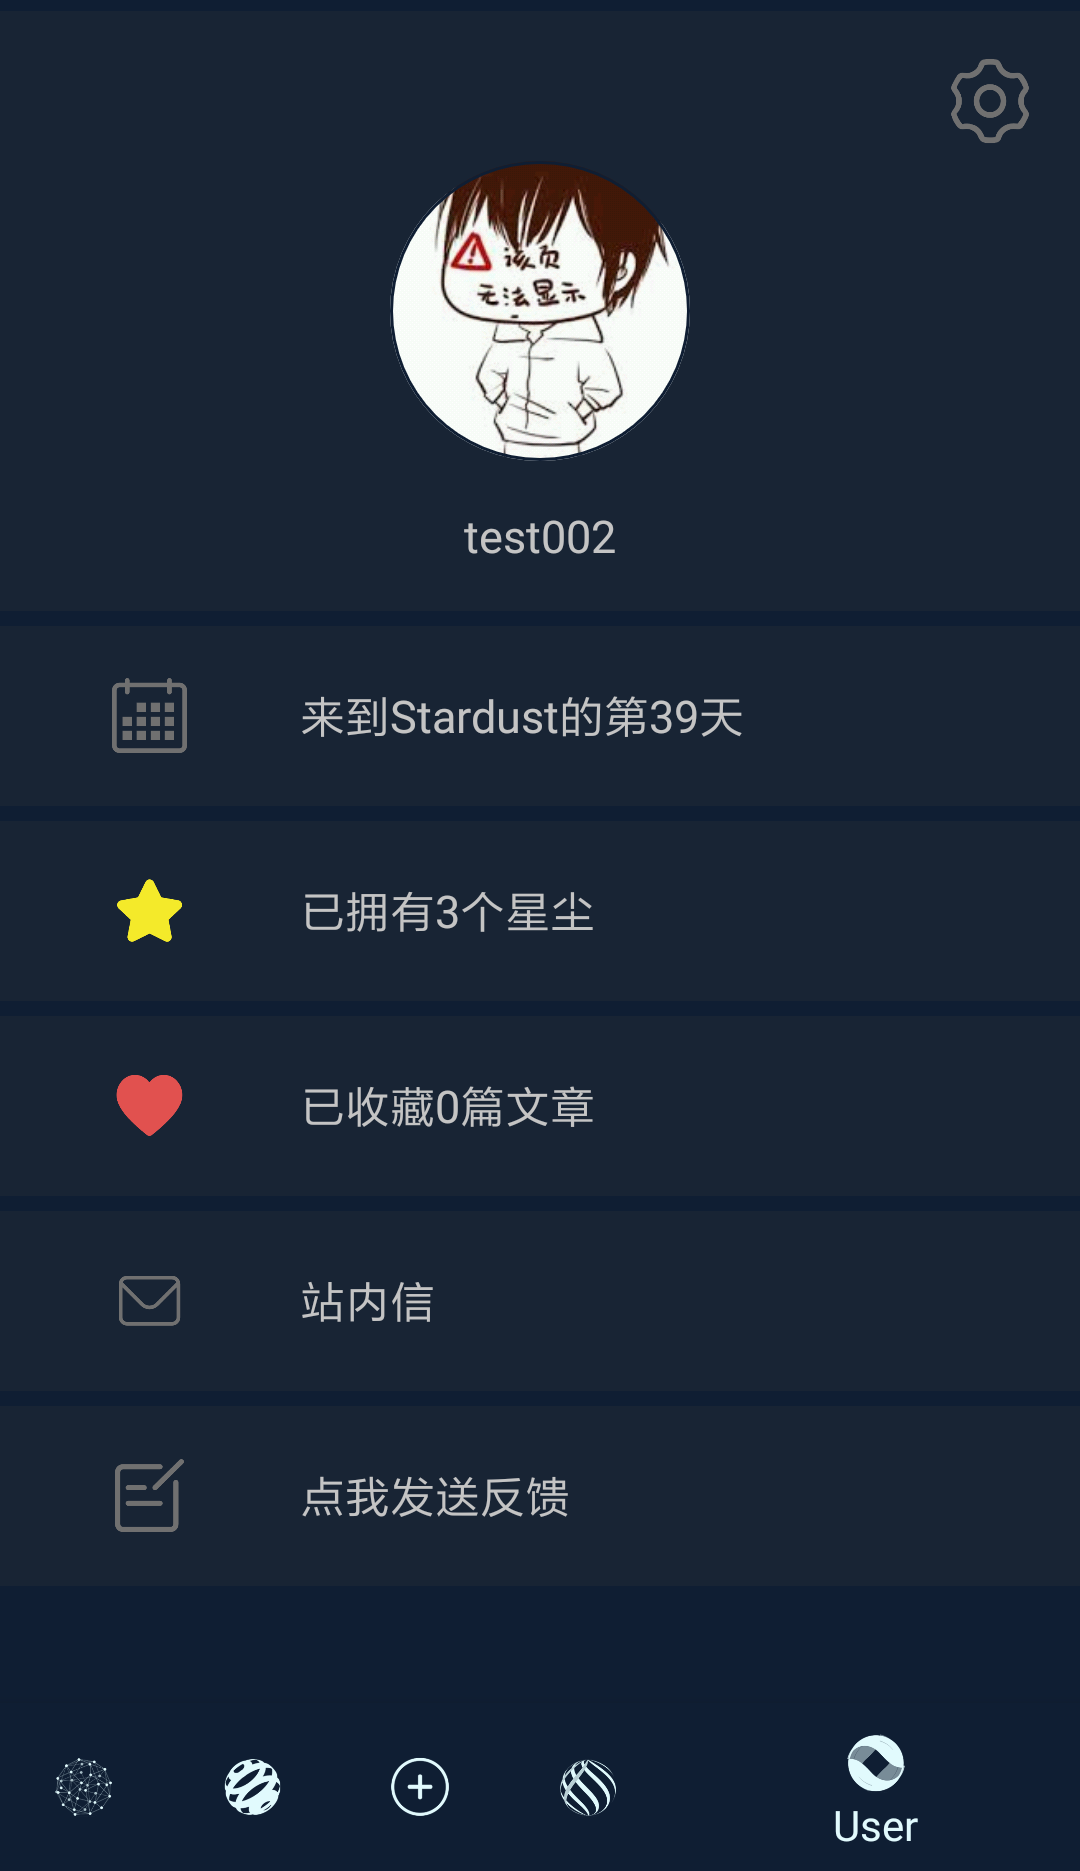 该页
无法显示
test002
来到Stardust的第39天
已拥有3个星尘
已收藏0篇文章
站内信
点我发送反馈
User